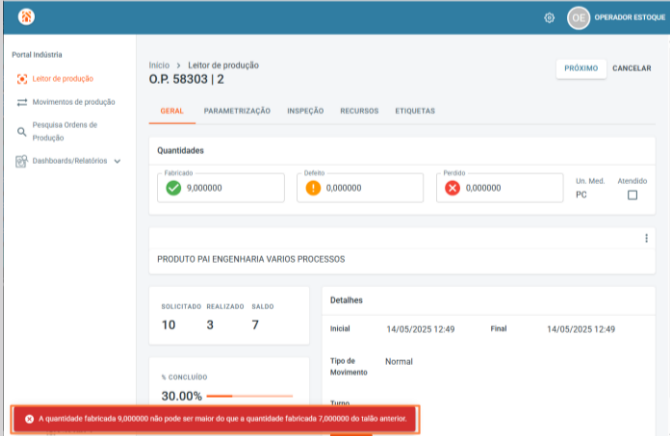 OE
OPERADOR ESTOQUE
Portal Indústria
Leitor de produção
Movimentos de produção
Pesquisa Ordens de
Produção
Dashboards/Relatórios
Início > Leitor de produção
O.P. 58303 | 2
PRÓXIMO
CANCELAR
GERAL
PARAMETRIZAÇÃO
INSPEÇÃO
RECURSOS
ETIQUETAS
Quantidades
Fabricado
9,000000
Defeito
0,000000
Perdido
0,000000
Un. Med.
PC
Atendido
PRODUTO PAI ENGENHARIA VARIOS PROCESSOS
SOLICITADO REALIZADO SALDO
10 3 7
% CONCLUÍDO
30.00%
Detalhes
Inicial 14/05/2025 12:49 Final 14/05/2025 12:49
Tipo de
Movimento
Normal
Turno
A quantidade fabricada 9,000000 não pode ser maior do que a quantidade fabricada 7,000000 do talão anterior.